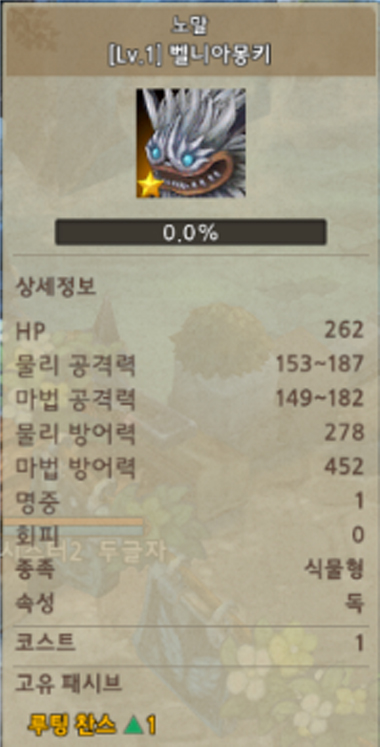 노말
[Lv.1] 벨니아몽키
0.0%
상세정보
HP 262
물리 공격력 153~187
마법 공격력 149~182
물리 방어력 278
마법 방어력 452
명중 1
회피 0
두글자
종족 식물형
속성 독
코스트 1
고유 패시브
루팅 찬스 ▲1